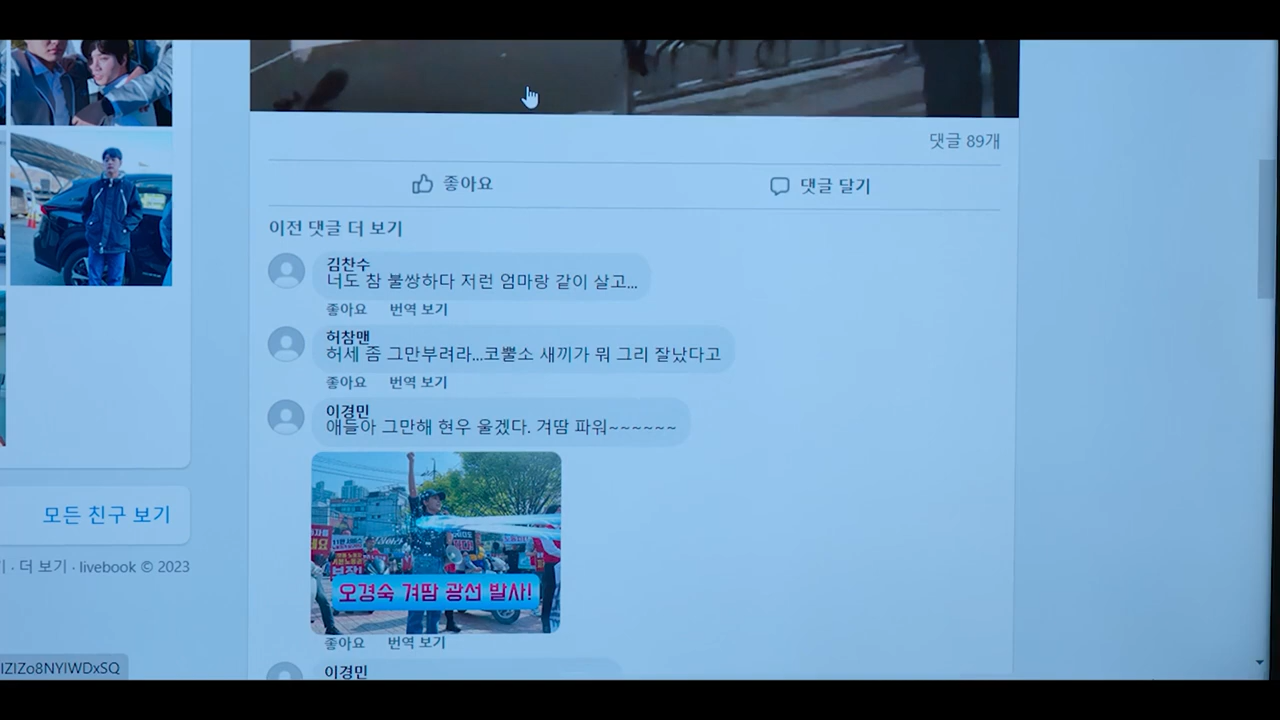 댓글 89개
좋아요
댓글 달기
이전 댓글 더 보기
김찬수
너도 참 불쌍하다 저런 엄마랑 같이 살고...
좋아요 번역 보기
허참맨
허세 좀 그만부려라...코뿔소 새끼가 뭐 그리 잘났다고
좋아요 번역 보기
이경민
애들아 그만해 현우 울겠다. 겨땀 파워~~~~~~
오경숙 겨땀 광선 발사!
좋아요 번역 보기
이경민
모든 친구 보기
· 더 보기 · livebook © 2023
IZIZo8NYIWDxSQ